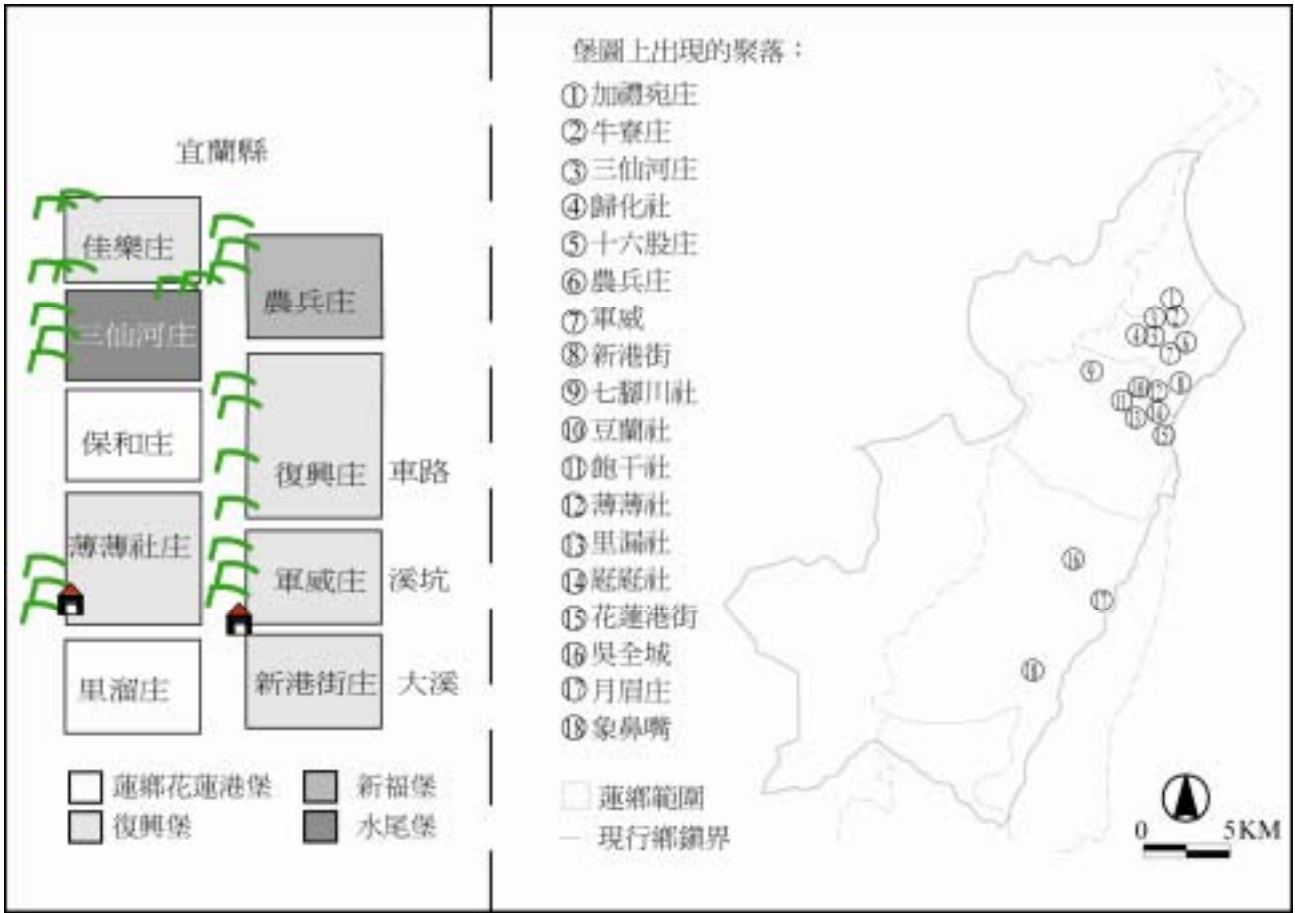 宜蘭縣
佳樂庄
農兵庄
三仙河庄
保和庄
復興庄
車路
薄薄社庄
軍威庄
溪坑
里溜庄
新港街庄
大溪
蓮鄉花蓮港堡
新福堡
復興堡
水尾堡
堡圖上出現的聚落：
①加禮宛庄
②牛寮庄
③三仙河庄
④歸化社
⑤十六股庄
⑥農兵庄
⑦軍威
⑧新港街
⑨七腳川社
⑩豆蘭社
⑪飽干社
⑫薄薄社
⑬里漏社
⑮花蓮港街
⑯吳全城
⑰月眉庄
⑱象鼻嘴
蓮鄉範圍
現行鄉鎮界
①
④
⑦
⑨
⑧
⑪
⑮
⑯
⑰
⑱
0 5KM